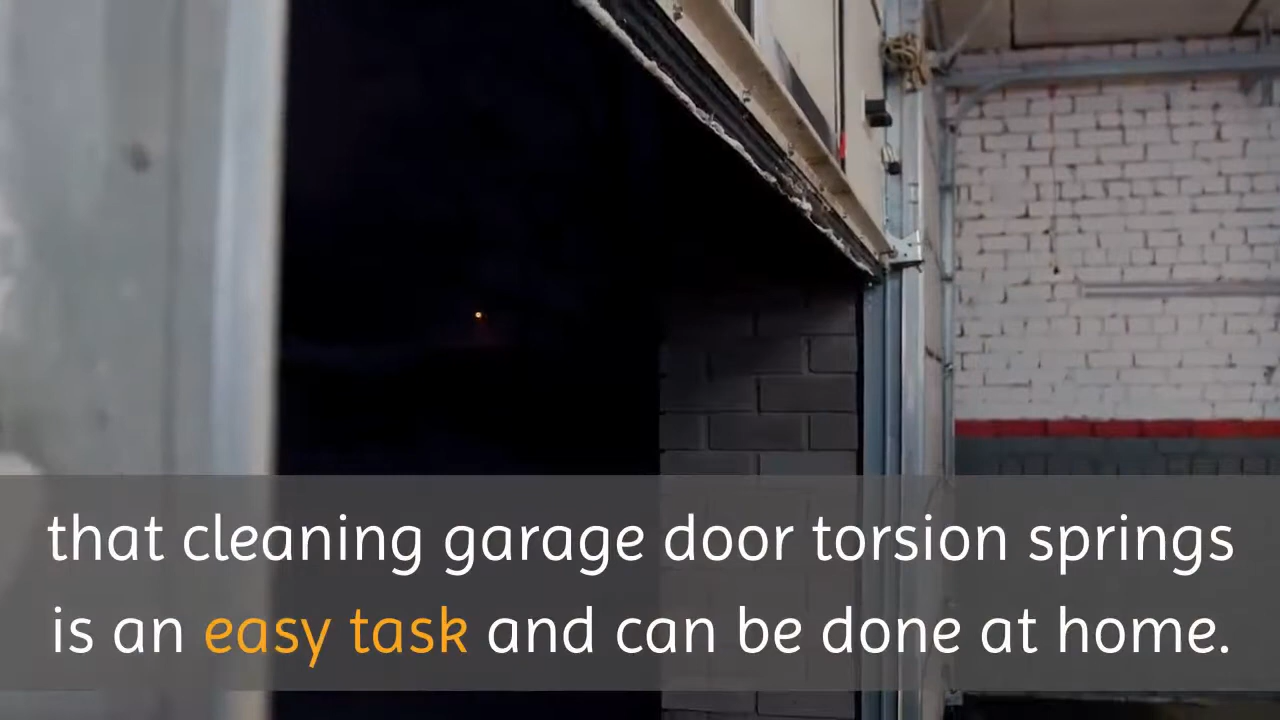 that cleaning garage door torsion springs
is an easy task and can be done at home.